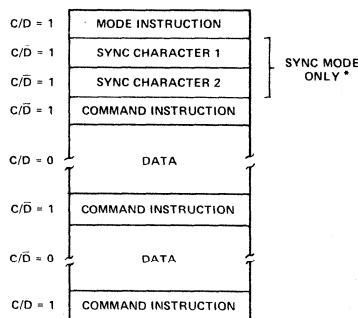 C/D̅ = 1 MODE INSTRUCTION
C/D̅ = 1 SYNC CHARACTER 1
SYNC MODE
ONLY*
C/D̅ = 1 SYNC CHARACTER 2
C/D̅ = 1 COMMAND INSTRUCTION
C/D̅ = 0 DATA
C/D̅ = 1 COMMAND INSTRUCTION
C/D̅ = 0 DATA
C/D̅ = 1 COMMAND INSTRUCTION